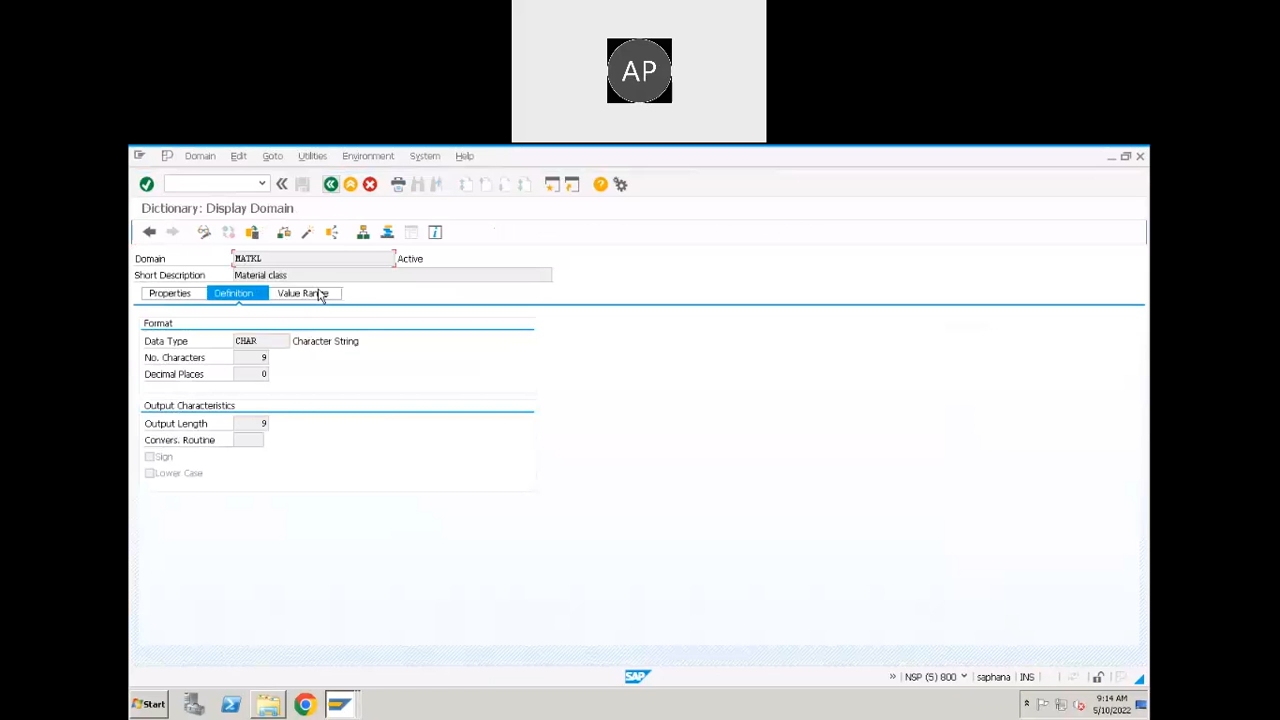 AP
Domain Edit Goto Utilities Environment System Help
Dictionary: Display Domain
Domain MATKL Active
Short Description Material class
Properties Definition Value Range
Format
Data Type CHAR Character String
No. Characters 9
Decimal Places 0
Output Characteristics
Output Length 9
Convers. Routine
Sign
Lower Case
SAP
NSP (5) 800 saphana INS
Start
9:14 AM
5/10/2022